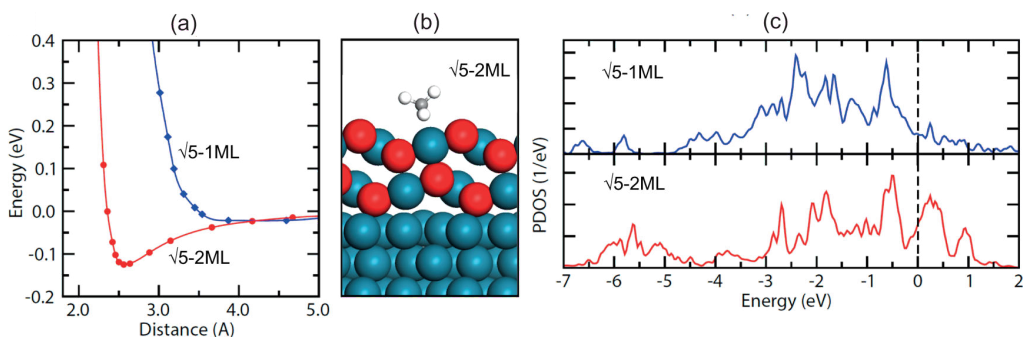 (a)
(b)
(c)
0.4
0.3
0.2
0.1
0.0
-0.1
-0.2
Energy (eV)
√5-1ML
√5-2ML
2.0
3.0
4.0
5.0
Distance (A)
√5-2ML
√5-1ML
√5-2ML
PDOS (1/eV)
-7
-6
-5
-4
-3
-2
-1
0
1
2
Energy (eV)